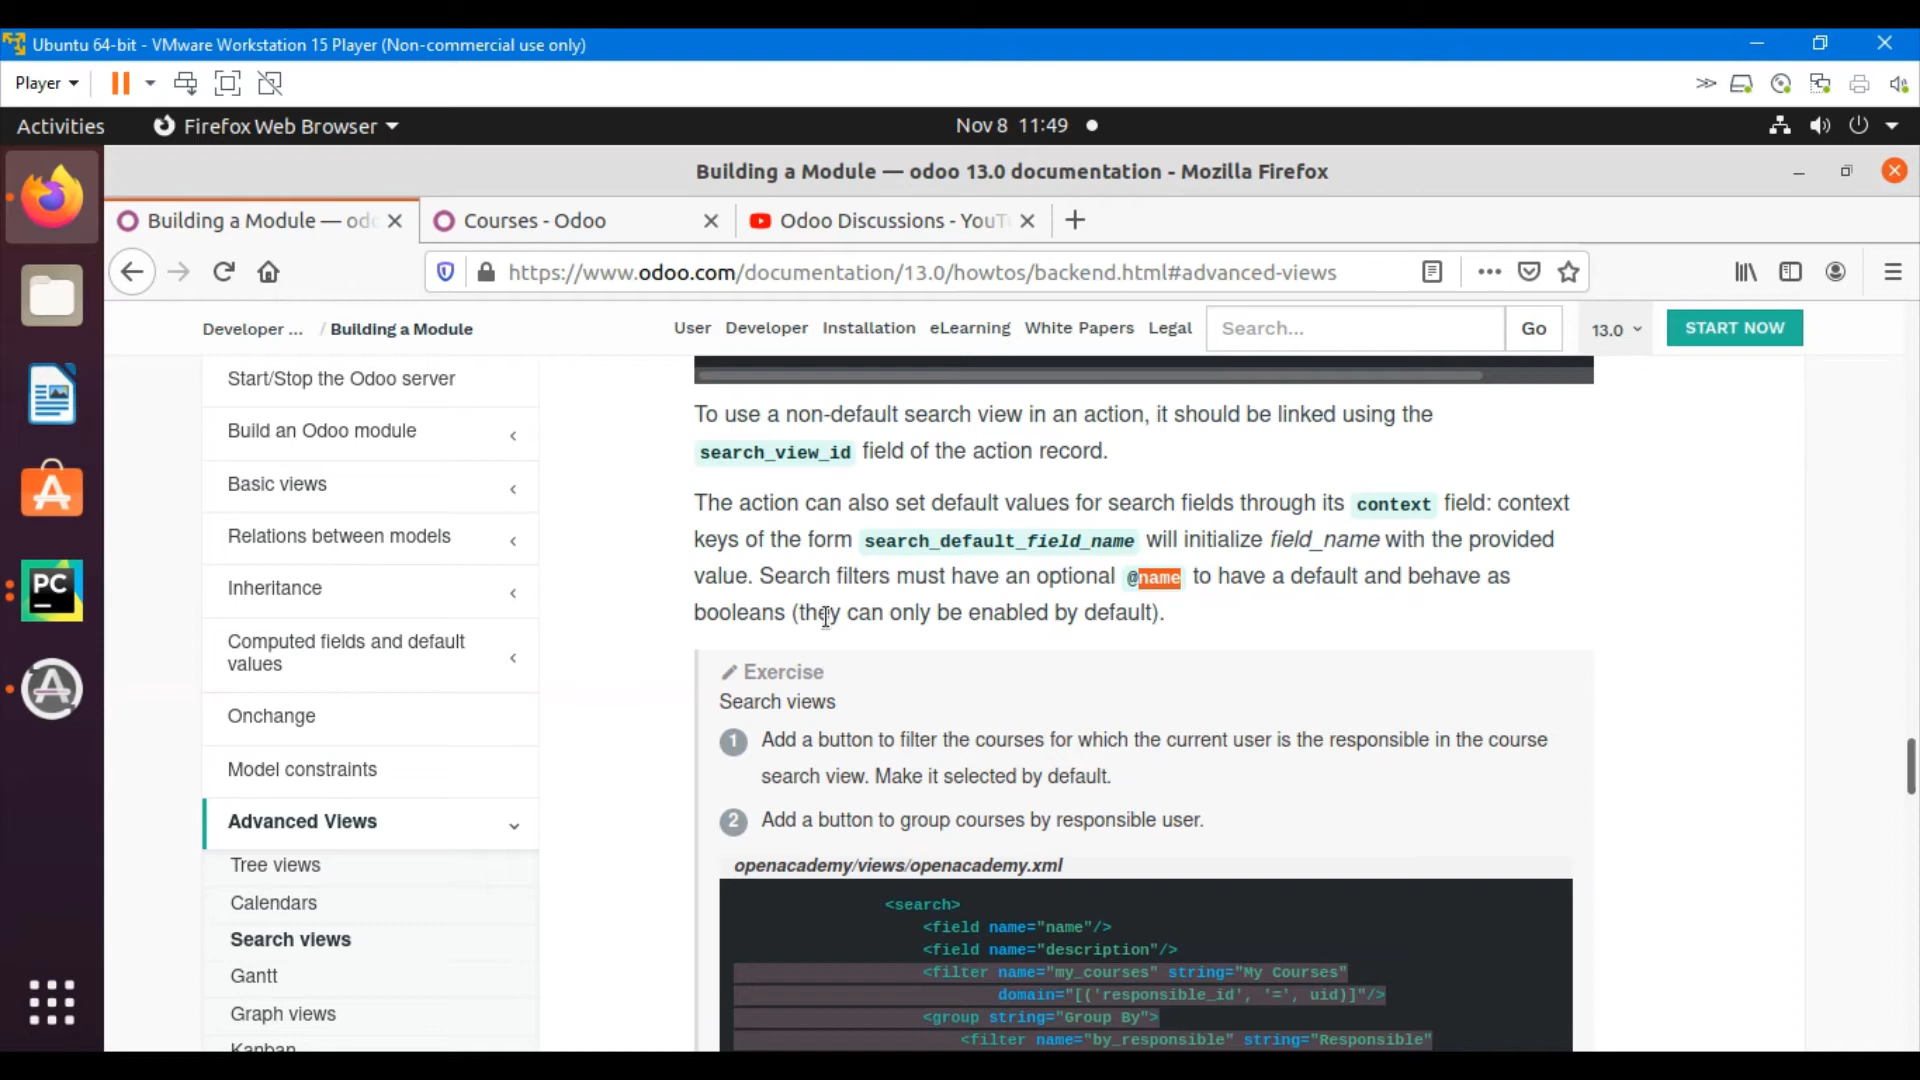 Ubuntu 64-bit - VMware Workstation 15 Player (Non-commercial use only)
Player
Activities
Firefox Web Browser
Nov 8 11:49
Building a Module — odoo 13.0 documentation - Mozilla Firefox
Building a Module — odo
Courses - Odoo
Odoo Discussions - YouT
https://www.odoo.com/documentation/13.0/howtos/backend.html#advanced-views
Developer ... / Building a Module
User Developer Installation eLearning White Papers Legal
Search...
Go
13.0
START NOW
Start/Stop the Odoo server
Build an Odoo module
Basic views
Relations between models
Inheritance
Computed fields and default
values
Onchange
Model constraints
Advanced Views
Tree views
Calendars
Search views
Gantt
Graph views
Kanban
To use a non-default search view in an action, it should be linked using the
search_view_id field of the action record.
The action can also set default values for search fields through its context field: context
keys of the form search_default_field_name will initialize field_name with the provided
value. Search filters must have an optional @name to have a default and behave as
booleans (they can only be enabled by default).
Exercise
Search views
1 Add a button to filter the courses for which the current user is the responsible in the course
search view. Make it selected by default.
2 Add a button to group courses by responsible user.
openacademy/views/openacademy.xml
<search>
<field name="name"/>
<field name="description"/>
<filter name="my_courses" string="My Courses"
domain="[('responsible_id', '=', uid)]"/>
<group string="Group By">
<filter name="by_responsible" string="Responsible"
PC